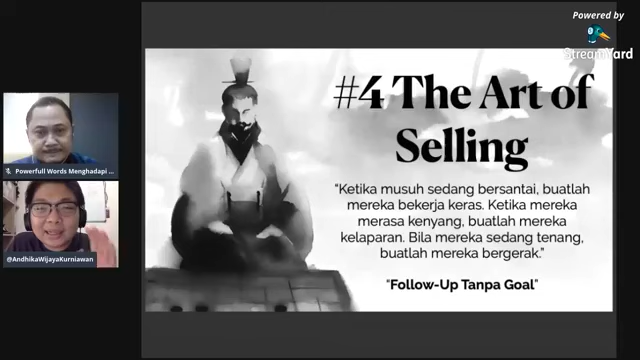 Powered by
StreamYard
#4 The Art of
Selling
“Ketika musuh sedang bersantai, buatlah
mereka bekerja keras. Ketika mereka
merasa kenyang, buatlah mereka
kelaparan. Bila mereka sedang tenang,
buatlah mereka bergerak.”
“Follow-Up Tanpa Goal”
Powerfull Words Menghadapi ...
@AndhikaWijayaKurniawan